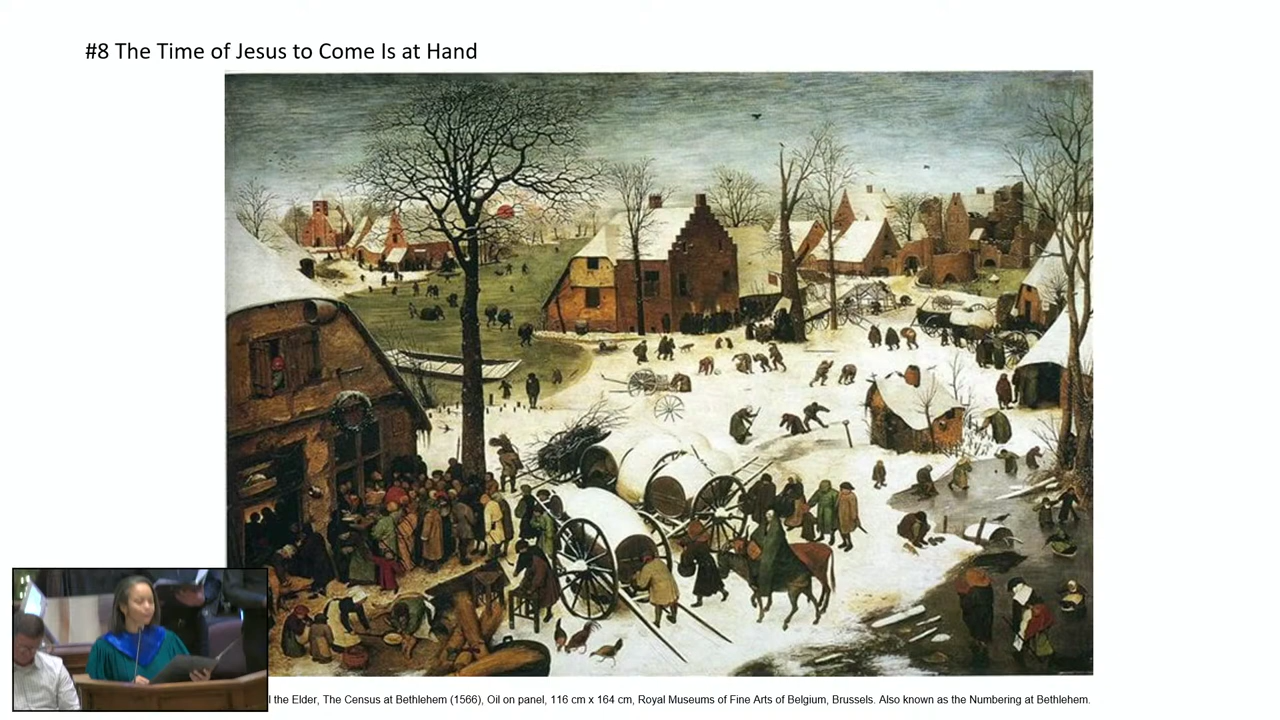 #8 The Time of Jesus to Come Is at Hand
the Elder, The Census at Bethlehem (1566), Oil on panel, 116 cm x 164 cm, Royal Museums of Fine Arts of Belgium, Brussels. Also known as the Numbering at Bethlehem.